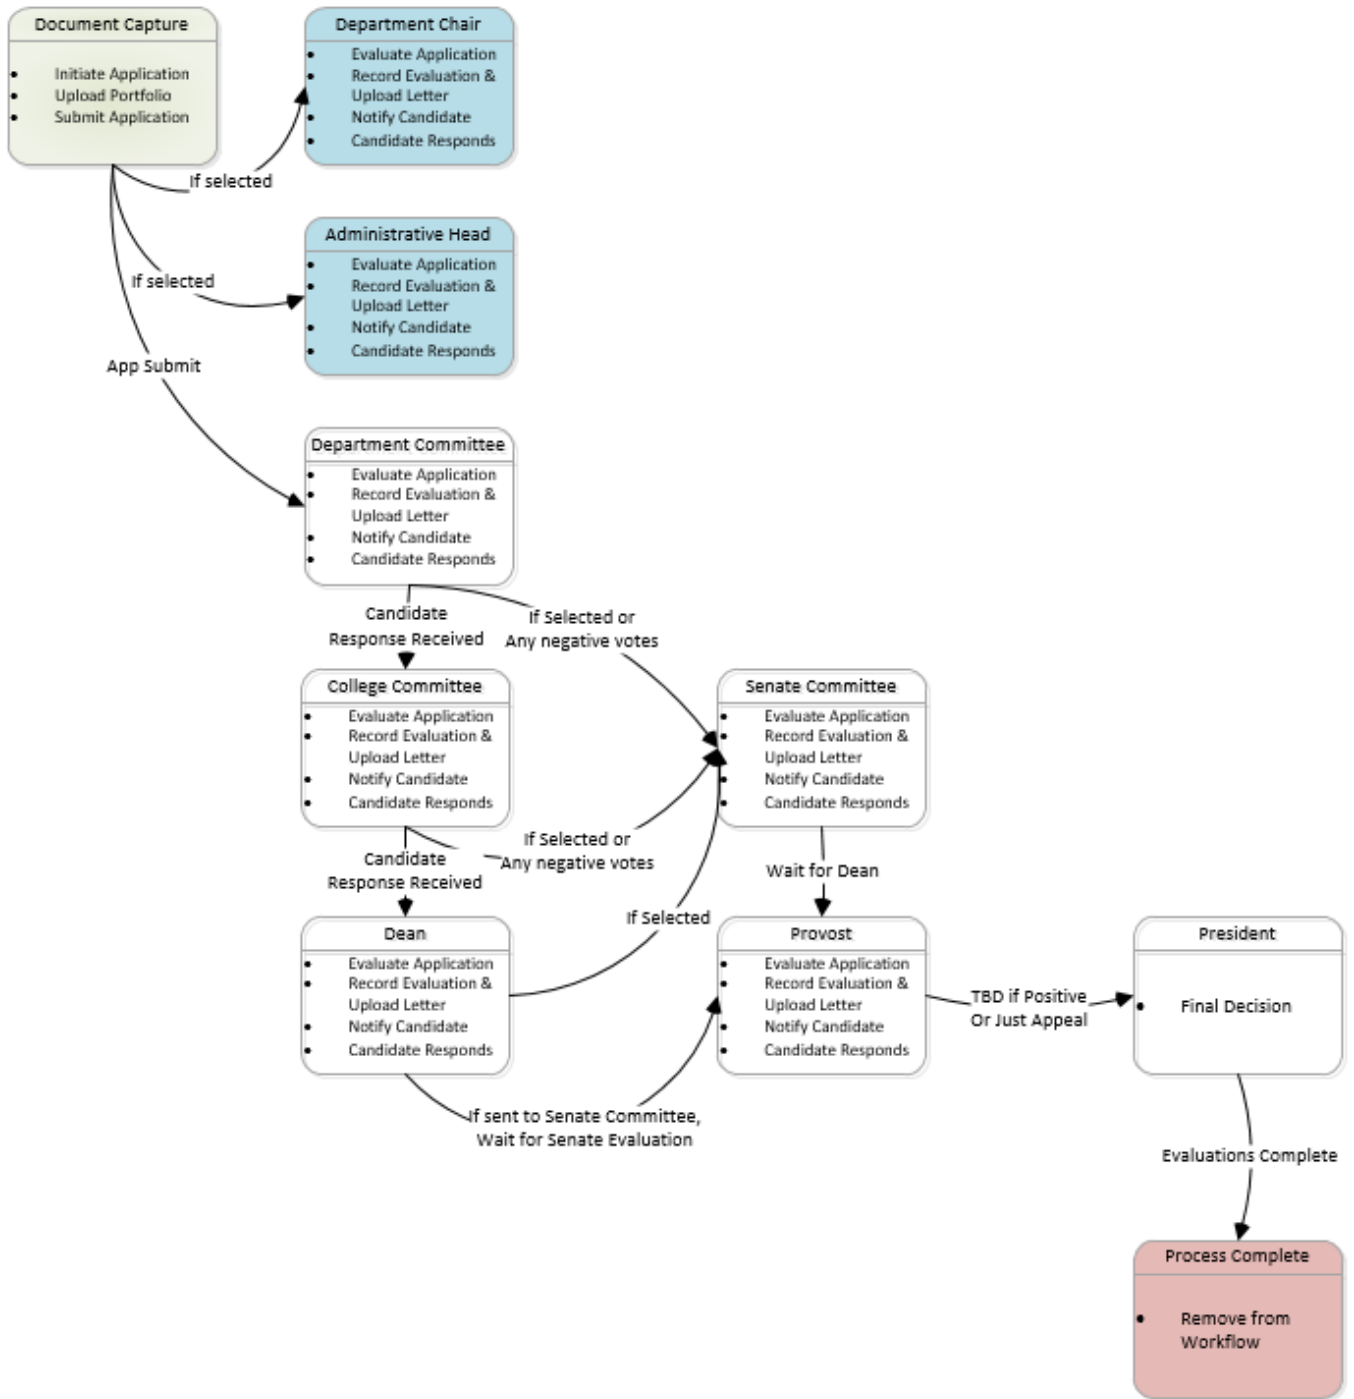 Document Capture
• Initiate Application
• Upload Portfolio
• Submit Application
Department Chair
• Evaluate Application
• Record Evaluation &
Upload Letter
• Notify Candidate
• Candidate Responds
If selected
Administrative Head
• Evaluate Application
• Record Evaluation &
Upload Letter
• Notify Candidate
• Candidate Responds
If selected
App Submit
Department Committee
• Evaluate Application
• Record Evaluation &
Upload Letter
• Notify Candidate
• Candidate Responds
Candidate
Response Received
If Selected or
Any negative votes
College Committee
• Evaluate Application
• Record Evaluation &
Upload Letter
• Notify Candidate
• Candidate Responds
Senate Committee
• Evaluate Application
• Record Evaluation &
Upload Letter
• Notify Candidate
• Candidate Responds
Candidate
Response Received
If Selected or
Any negative votes
Wait for Dean
If Selected
Dean
• Evaluate Application
• Record Evaluation &
Upload Letter
• Notify Candidate
• Candidate Responds
Provost
• Evaluate Application
• Record Evaluation &
Upload Letter
• Notify Candidate
• Candidate Responds
TBD if Positive
Or Just Appeal
President
• Final Decision
If sent to Senate Committee,
Wait for Senate Evaluation
Evaluations Complete
Process Complete
• Remove from
Workflow